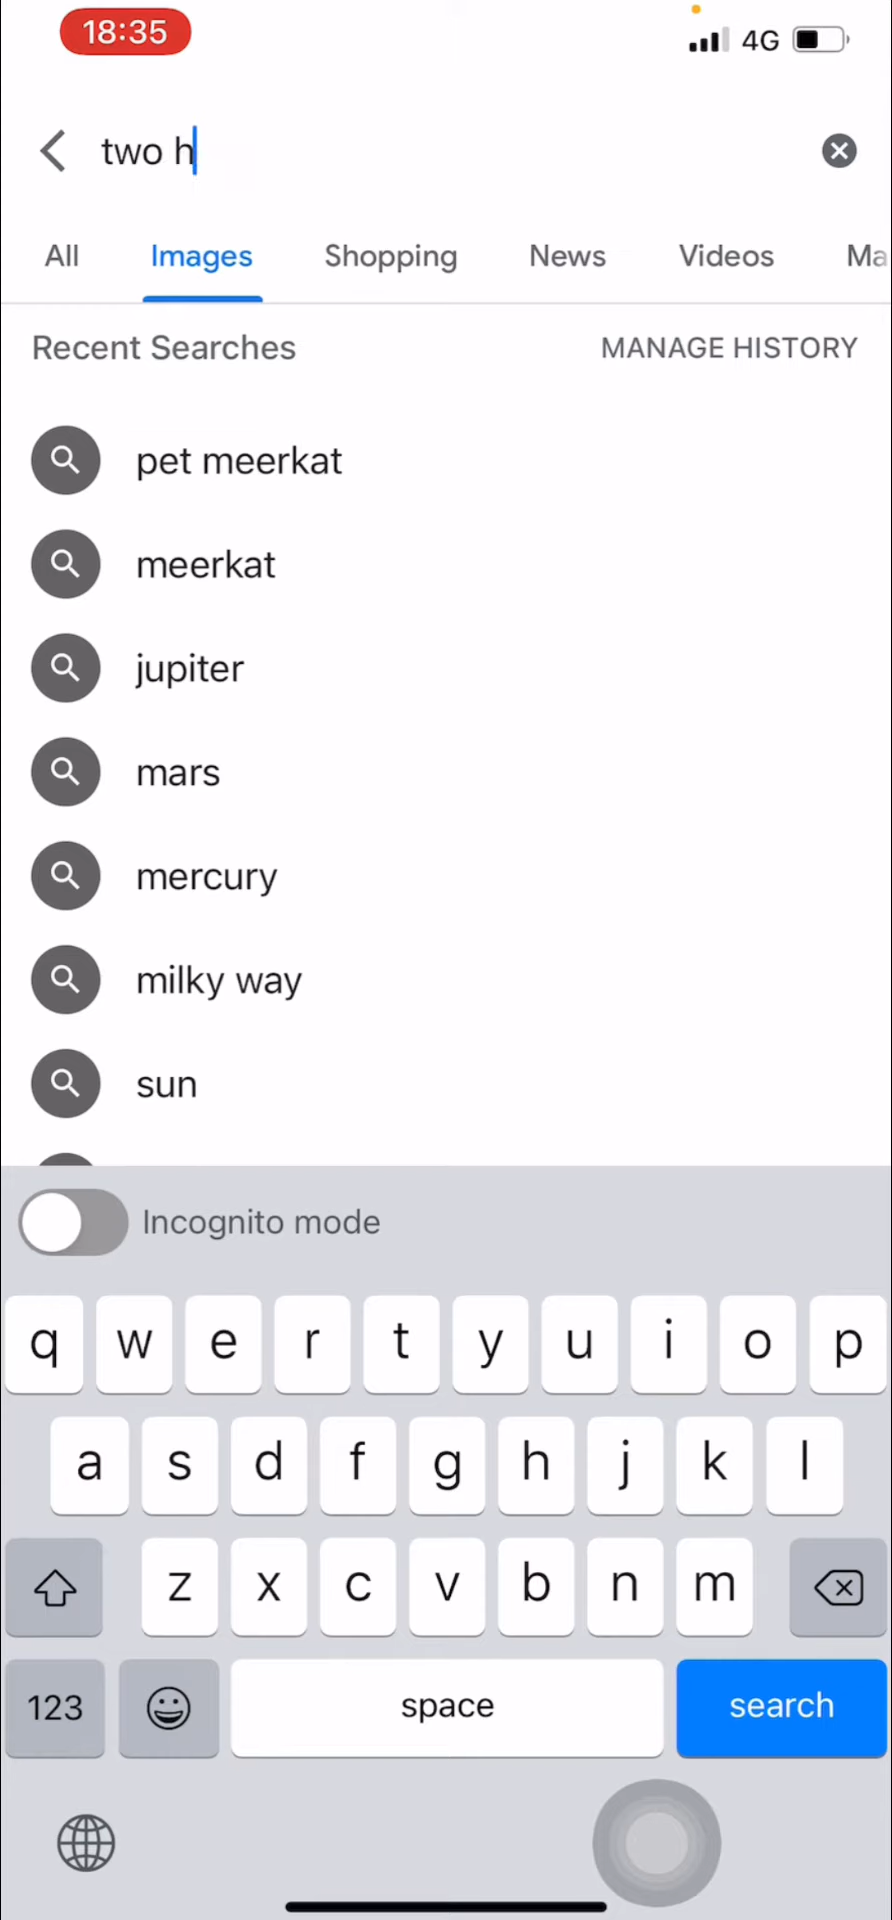 18:35 4G
two h
All Images Shopping News Videos Ma
Recent Searches MANAGE HISTORY
pet meerkat
meerkat
jupiter
mars
mercury
milky way
sun
Incognito mode
q w e r t y u i o p
a s d f g h j k l
z x c v b n m
123 space search